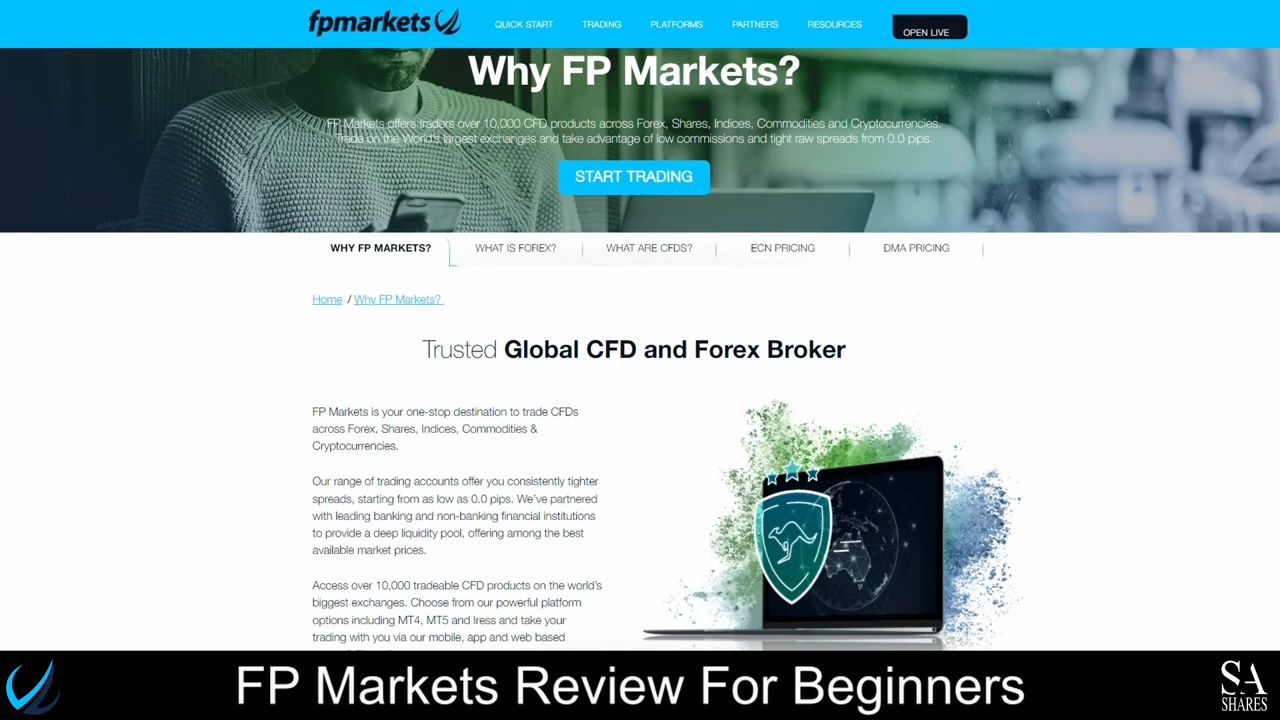 fpmarkets
QUICK START
TRADING
PLATFORMS
PARTNERS
RESOURCES
OPEN LIVE
Why FP Markets?
FP Markets offers traders over 10,000 CFD products across Forex, Shares, Indices, Commodities and Cryptocurrencies.
Trade on the World's largest exchanges and take advantage of low commissions and tight raw spreads from 0.0 pips.
START TRADING
WHY FP MARKETS?
WHAT IS FOREX?
WHAT ARE CFDS?
ECN PRICING
DMA PRICING
Home / Why FP Markets?
Trusted Global CFD and Forex Broker
FP Markets is your one-stop destination to trade CFDs
across Forex, Shares, Indices, Commodities &
Cryptocurrencies.
Our range of trading accounts offer you consistently tighter
spreads, starting from as low as 0.0 pips. We've partnered
with leading banking and non-banking financial institutions
to provide a deep liquidity pool, offering among the best
available market prices.
Access over 10,000 tradeable CFD products on the world's
biggest exchanges. Choose from our powerful platform
options including MT4, MT5 and Iress and take your
trading with you via our mobile, app and web based
FP Markets Review For Beginners
SA
SHARES